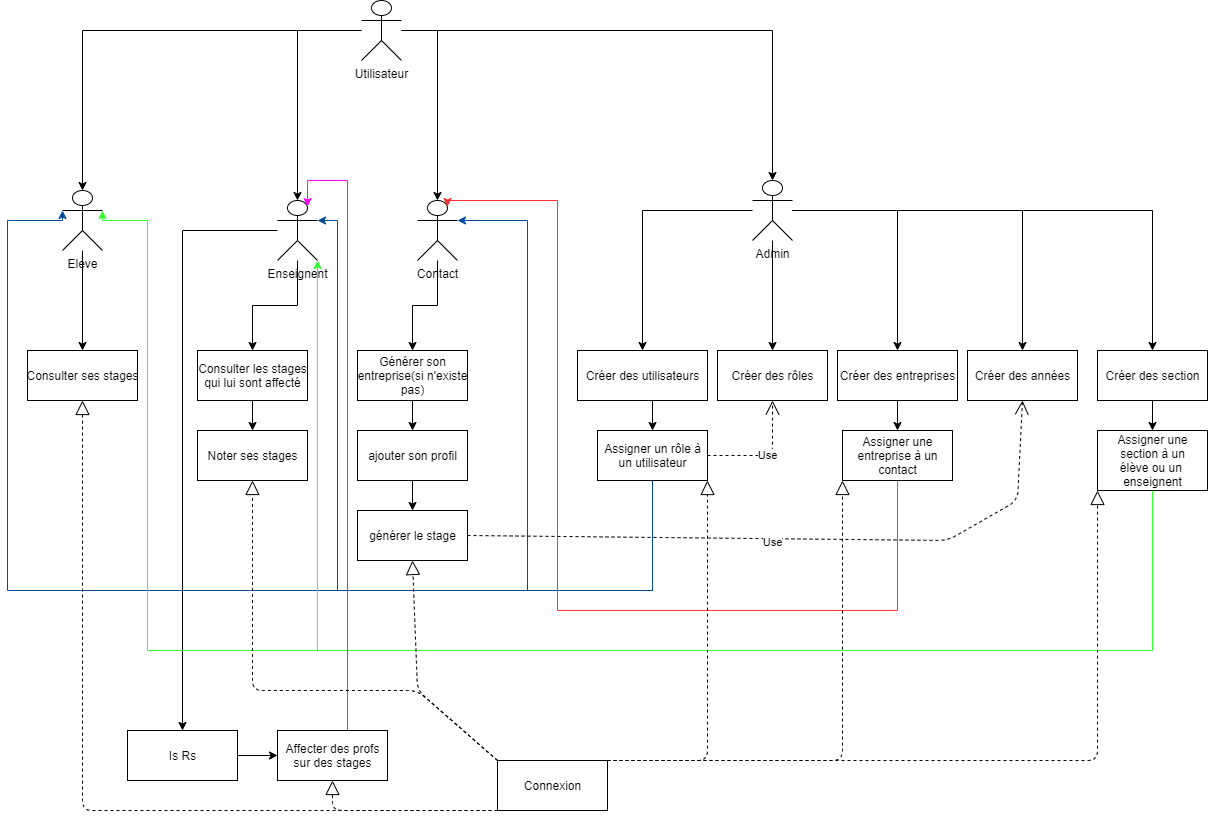 Utilisateur
Eleve
Enseignent
Contact
Admin
Consulter ses stages
Consulter les stages
qui lui sont affecté
Générer son
entreprise(si n'existe
pas)
Créer des utilisateurs
Créer des rôles
Créer des entreprises
Créer des années
Créer des section
Noter ses stages
ajouter son profil
Assigner un rôle à
un utilisateur
Use
Assigner une
entreprise à un
contact
Assigner une
section à un
élève ou un
enseignent
générer le stage
Use
Is Rs
Affecter des profs
sur des stages
Connexion